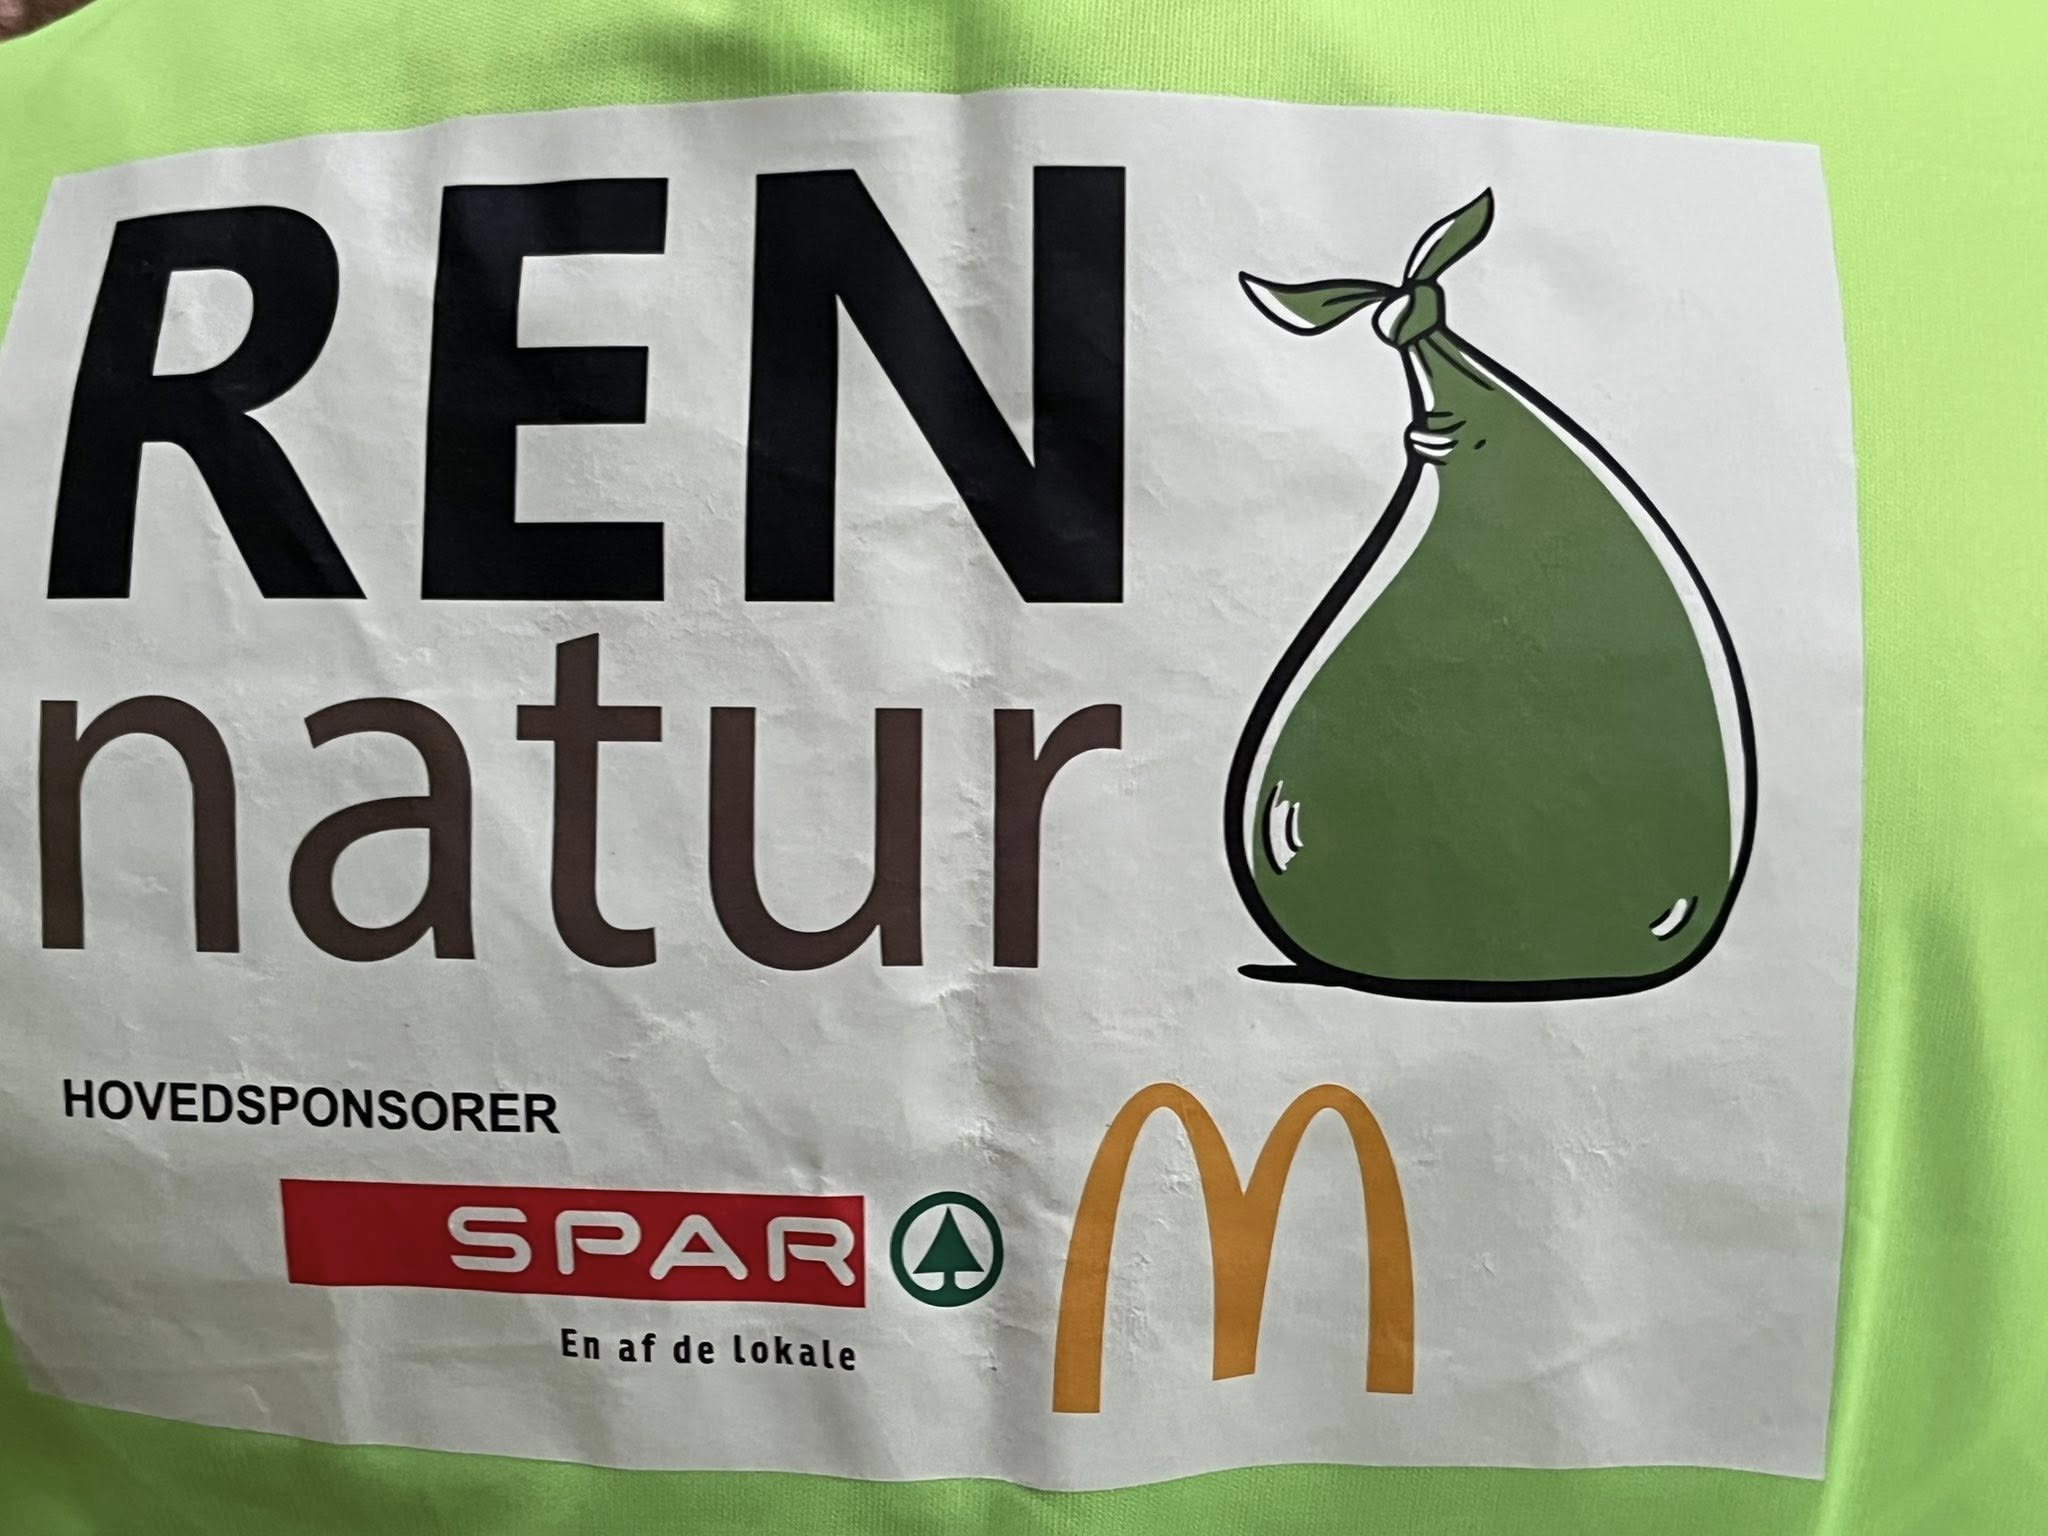 REN
natur
HOVEDSPONSORER
SPAR
En af de lokale